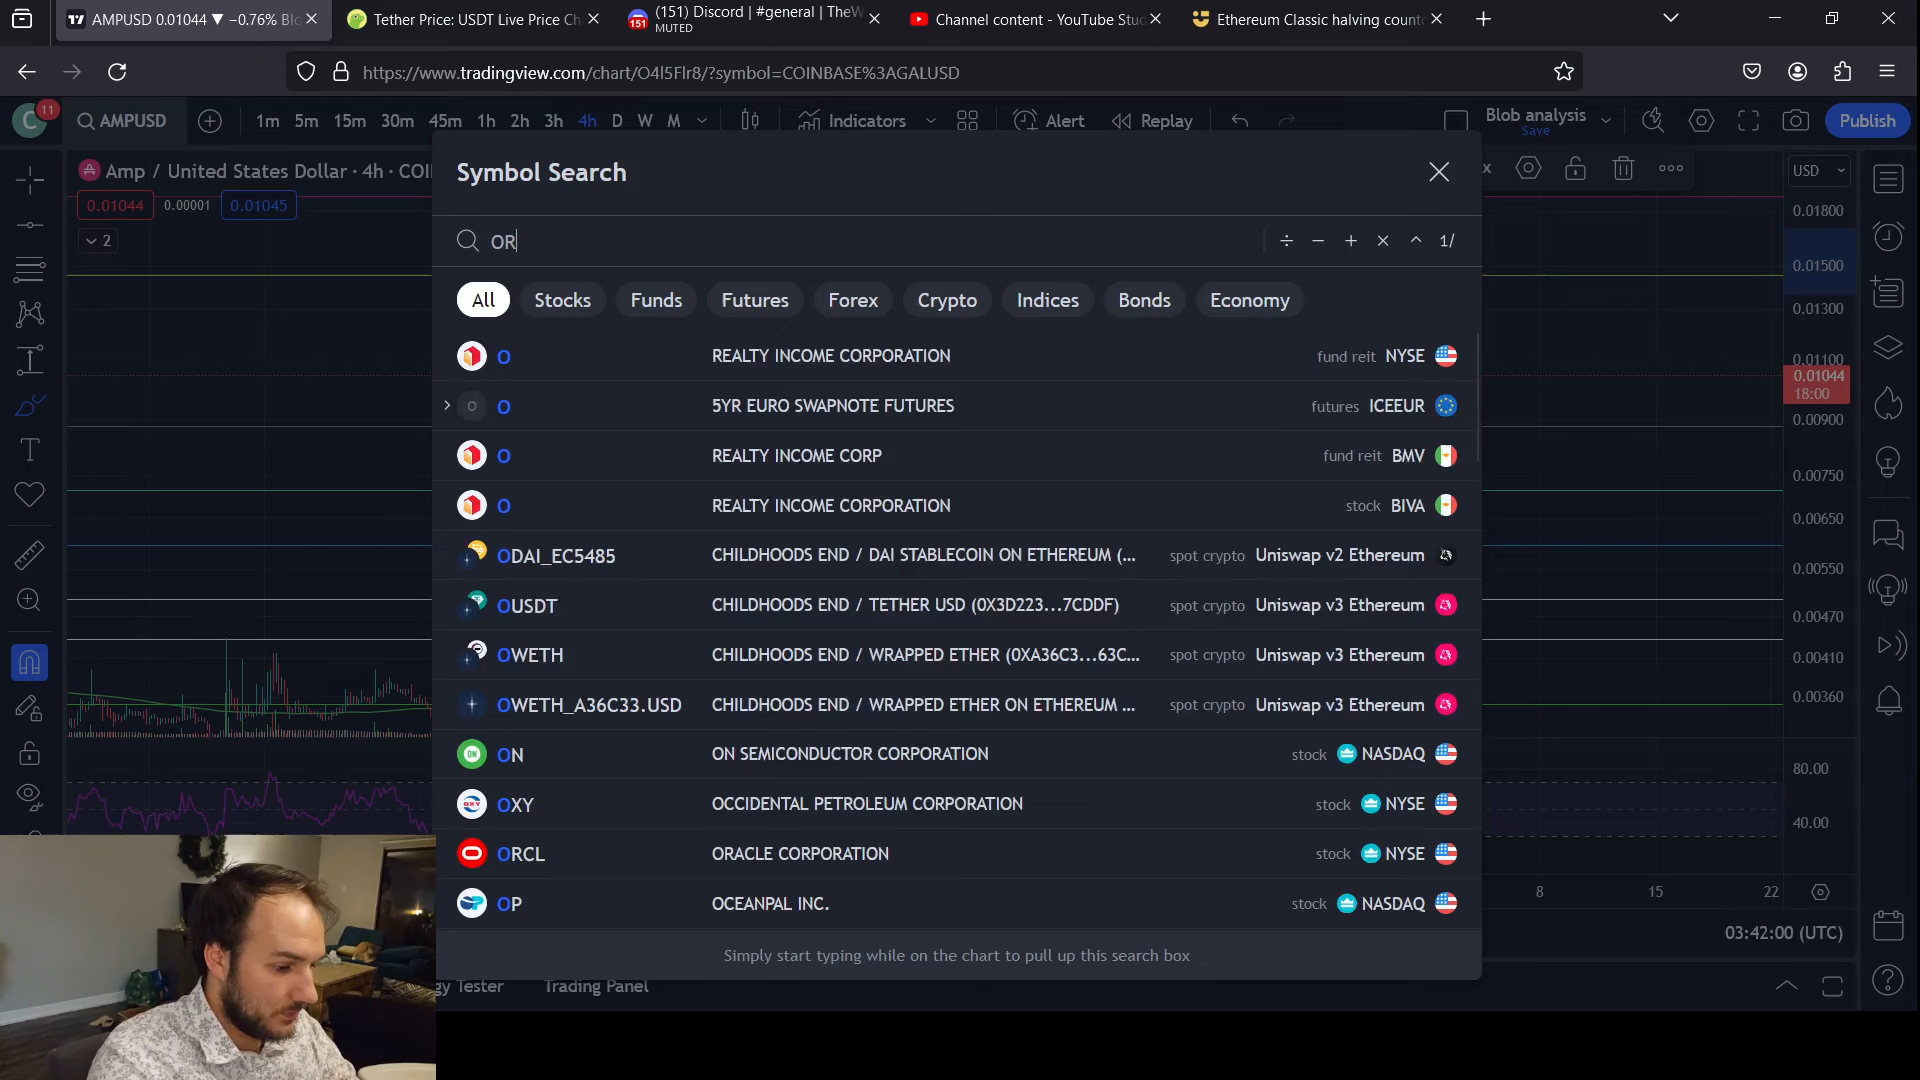 AMPUSD 0.01044 ▼ −0.76% Blo
Tether Price: USDT Live Price Ch
(151) Discord | #general | TheW
MUTED
Channel content - YouTube Stud
Ethereum Classic halving count
https://www.tradingview.com/chart/O4l5Flr8/?symbol=COINBASE%3AGALUSD
C 11
AMPUSD
1m 5m 15m 30m 45m 1h 2h 3h 4h D W M
Indicators
Alert
Replay
Blob analysis
Save
Publish
Amp / United States Dollar · 4h · COI
0.01044 0.00001 0.01045
2
Symbol Search
OR
1/
All Stocks Funds Futures Forex Crypto Indices Bonds Economy
O REALTY INCOME CORPORATION fund reit NYSE
O 5YR EURO SWAPNOTE FUTURES futures ICEEUR
O REALTY INCOME CORP fund reit BMV
O REALTY INCOME CORPORATION stock BIVA
ODAI_EC5485 CHILDHOODS END / DAI STABLECOIN ON ETHEREUM (... spot crypto Uniswap v2 Ethereum
OUSDT CHILDHOODS END / TETHER USD (0X3D223...7CDDF) spot crypto Uniswap v3 Ethereum
OWETH CHILDHOODS END / WRAPPED ETHER (0XA36C3...63C... spot crypto Uniswap v3 Ethereum
OWETH_A36C33.USD CHILDHOODS END / WRAPPED ETHER ON ETHEREUM ... spot crypto Uniswap v3 Ethereum
ON ON SEMICONDUCTOR CORPORATION stock NASDAQ
OXY OCCIDENTAL PETROLEUM CORPORATION stock NYSE
ORCL ORACLE CORPORATION stock NYSE
OP OCEANPAL INC. stock NASDAQ
Simply start typing while on the chart to pull up this search box
USD
0.01800
0.01500
0.01300
0.01100
0.01044
18:00
0.00900
0.00750
0.00650
0.00550
0.00470
0.00410
0.00360
80.00
40.00
8 15 22
03:42:00 (UTC)
gy Tester
Trading Panel